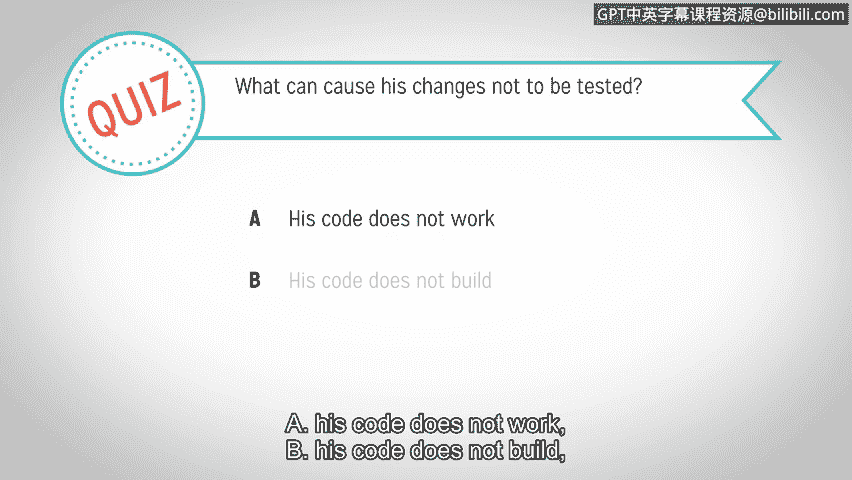 GPT中英字幕课程资源@bilibili.com
QUIZ
What can cause his changes not to be tested?
A His code does not work
B His code does not build
A. his code does not work,
B. his code does not build,